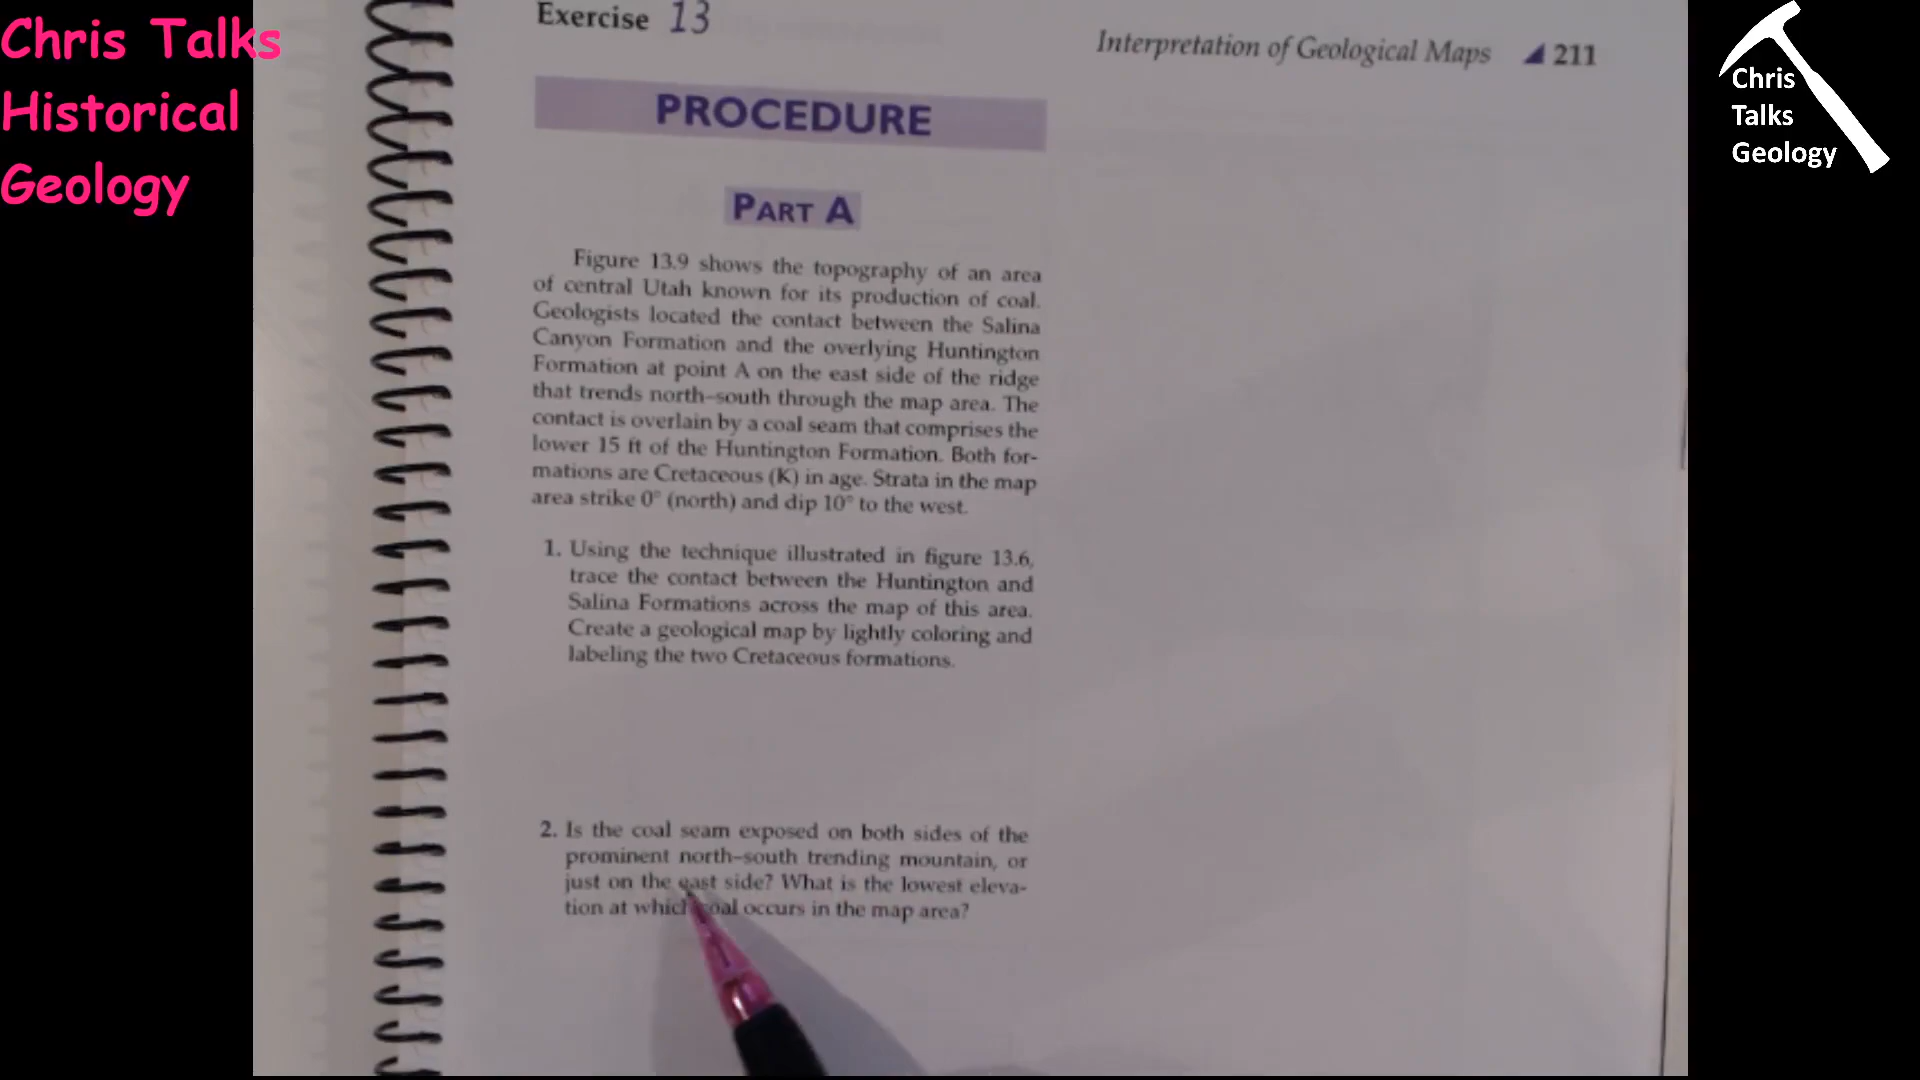 Chris Talks
Historical
Geology
Exercise 13
Interpretation of Geological Maps 211
Chris
Talks
Geology
PROCEDURE
PART A
Figure 13.9 shows the topography of an area
of central Utah known for its production of coal.
Geologists located the contact between the Salina
Canyon Formation and the overlying Huntington
Formation at point A on the east side of the ridge
that trends north–south through the map area. The
contact is overlain by a coal seam that comprises the
lower 15 ft of the Huntington Formation. Both for-
mations are Cretaceous (K) in age. Strata in the map
area strike 0° (north) and dip 10° to the west.
1. Using the technique illustrated in figure 13.6,
trace the contact between the Huntington and
Salina Formations across the map of this area.
Create a geological map by lightly coloring and
labeling the two Cretaceous formations.
2. Is the coal seam exposed on both sides of the
prominent north–south trending mountain, or
just on the east side? What is the lowest eleva-
tion at which coal occurs in the map area?